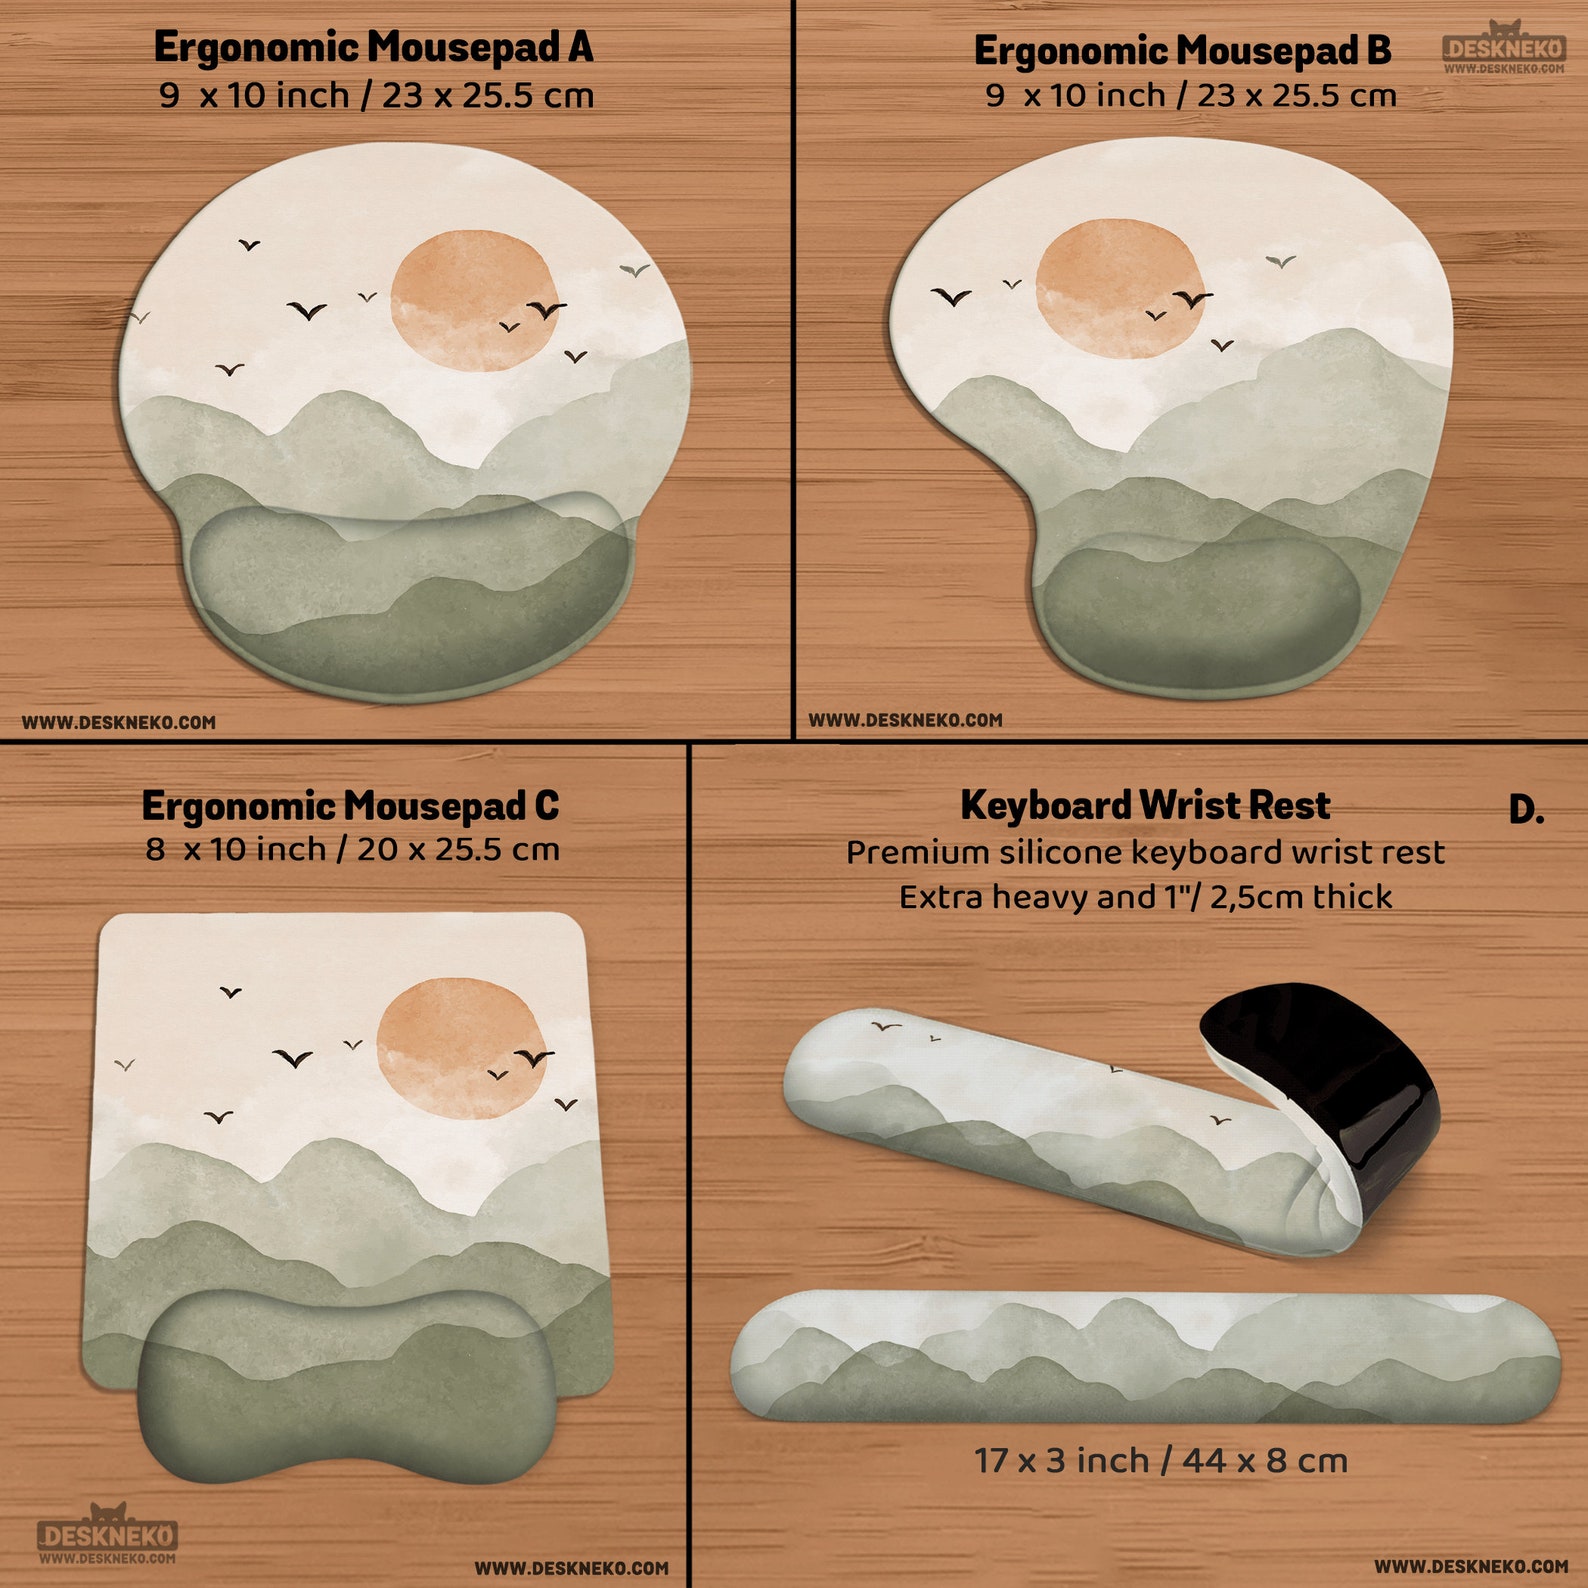 Ergonomic Mousepad A
9 x 10 inch / 23 x 25.5 cm
WWW.DESKNEKO.COM
Ergonomic Mousepad B
9 x 10 inch / 23 x 25.5 cm
DESKNEKO
WWW.DESKNEKO.COM
WWW.DESKNEKO.COM
Ergonomic Mousepad C
8 x 10 inch / 20 x 25.5 cm
DESKNEKO
WWW.DESKNEKO.COM
WWW.DESKNEKO.COM
Keyboard Wrist Rest
D.
Premium silicone keyboard wrist rest
Extra heavy and 1"/ 2,5cm thick
17 x 3 inch / 44 x 8 cm
WWW.DESKNEKO.COM